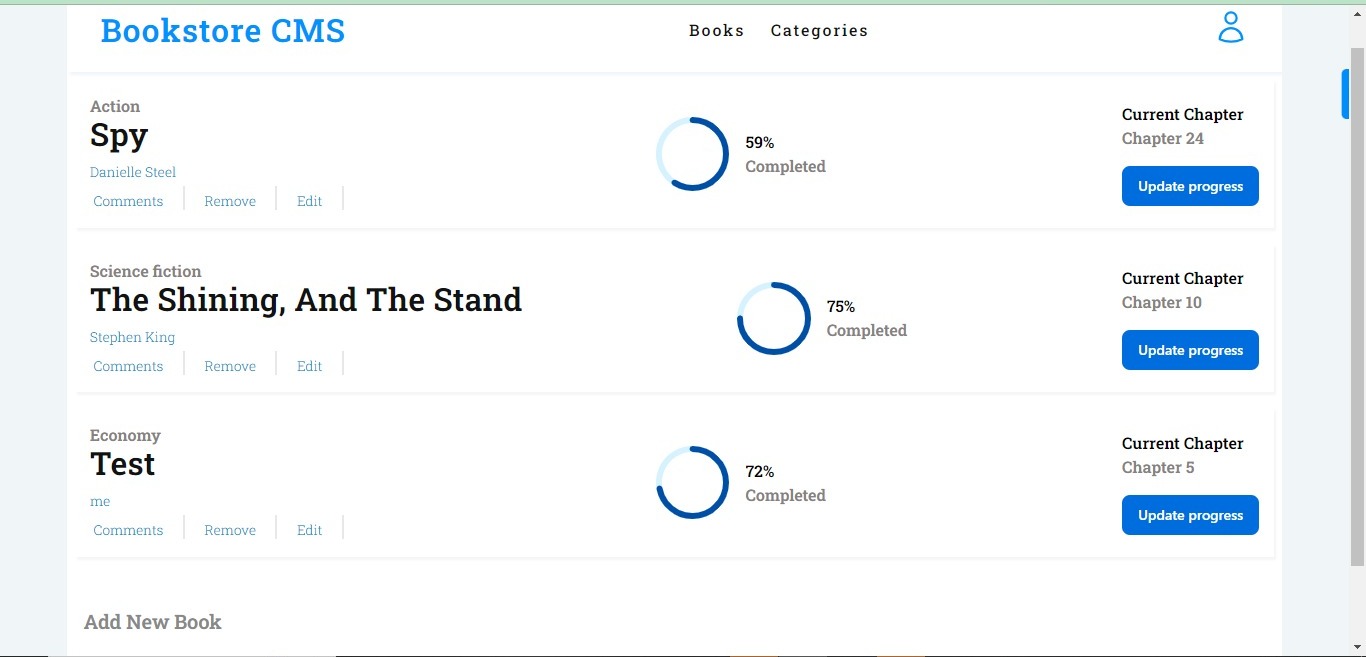 Bookstore CMS
Books Categories
Action
Spy
Danielle Steel
Comments Remove Edit
59%
Completed
Current Chapter
Chapter 24
Update progress
Science fiction
The Shining, And The Stand
Stephen King
Comments Remove Edit
75%
Completed
Current Chapter
Chapter 10
Update progress
Economy
Test
me
Comments Remove Edit
72%
Completed
Current Chapter
Chapter 5
Update progress
Add New Book